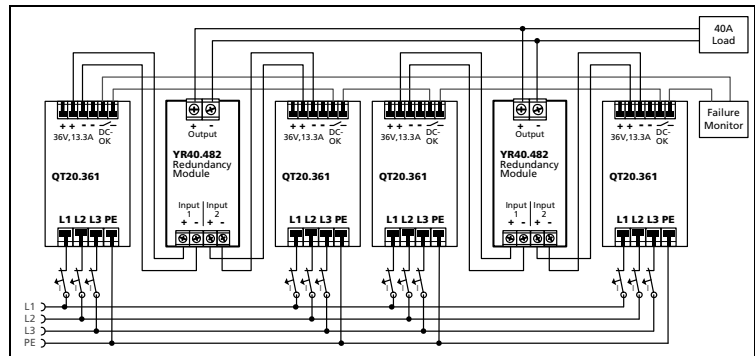 40A
Load
Failure
Monitor
+ + - -
36V,13.3A
DC-
OK
QT20.361
L1 L2 L3 PE
+ -
Output
YR40.482
Redundancy
Module
Input
1
Input
2
+ - + -
+ + - -
36V,13.3A
DC-
OK
QT20.361
L1 L2 L3 PE
+ + - -
36V,13.3A
DC-
OK
QT20.361
L1 L2 L3 PE
+ -
Output
YR40.482
Redundancy
Module
Input
1
Input
2
+ - + -
+ + - -
36V,13.3A
DC-
OK
QT20.361
L1 L2 L3 PE
I I I
I I I
I I I
I I I
L1
L2
L3
PE